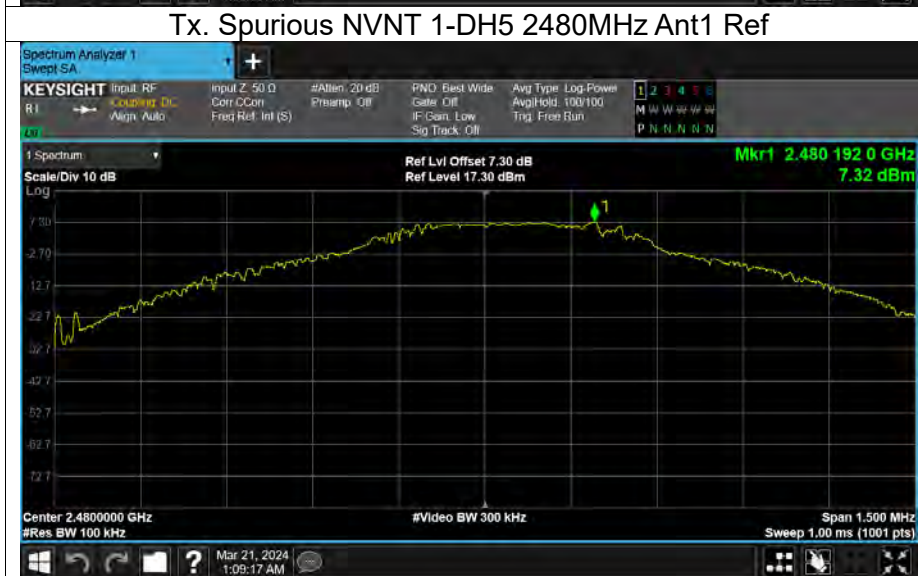 Tx. Spurious NVNT 1-DH5 2480MHz Ant1 Ref
Spectrum Analyzer 1
Swept SA
+
KEYSIGHT Input: RF Input Z: 50 Ω #Atten: 20 dB PNO: Best Wide Avg Type: Log-Power 1 2 3 4 5 6
Coupling: DC Corr CCorr Preamp: Off Gate: Off Avg|Hold: 100/100 M W W W W W
Align: Auto Freq Ref: Int (S) IF Gain: Low Trig: Free Run
Sig Track: Off P N N N N N
1 Spectrum Ref Lvl Offset 7.30 dB Mkr1 2.480 192 0 GHz
Scale/Div 10 dB Ref Level 17.30 dBm 7.32 dBm
Log
1
7.30
-2.70
-12.7
-22.7
-32.7
-42.7
-52.7
-62.7
-72.7
Center 2.4800000 GHz #Video BW 300 kHz Span 1.500 MHz
#Res BW 100 kHz Sweep 1.00 ms (1001 pts)
? Mar 21, 2024
1:09:17 AM